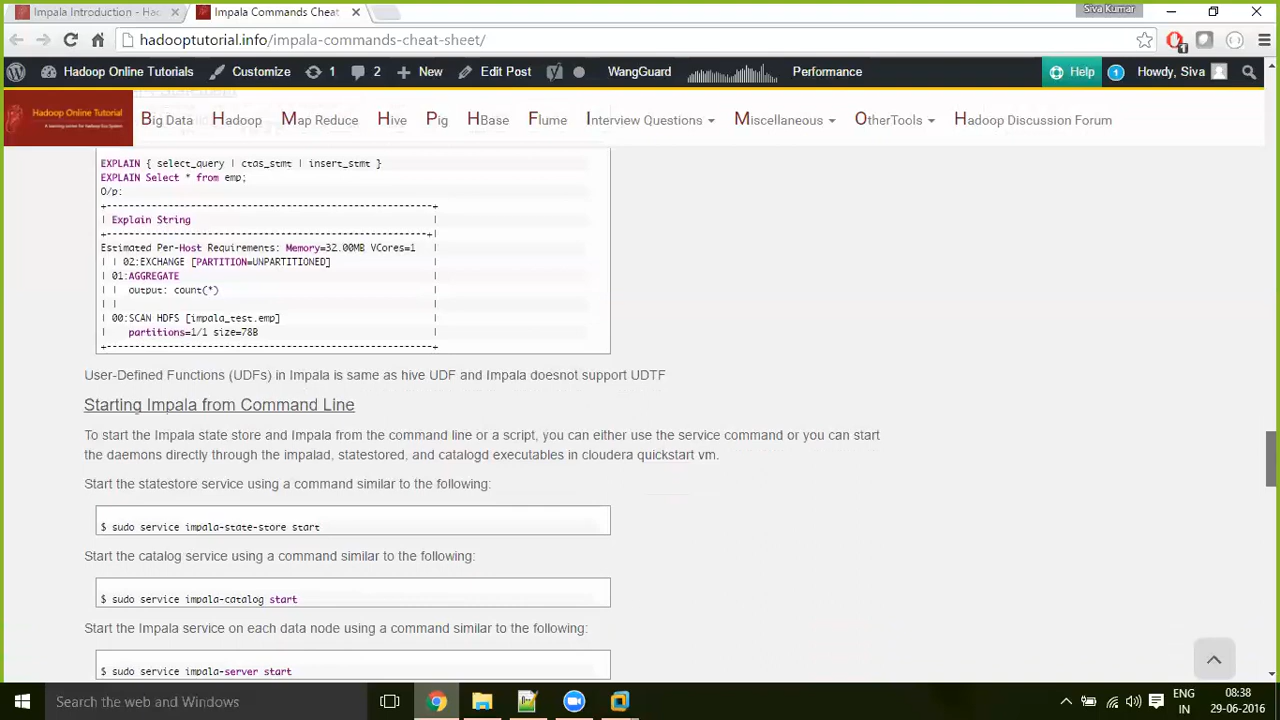 Impala Introduction - Ha
Impala Commands Cheat
Siva Kumar
hadooptutorial.info/impala-commands-cheat-sheet/
1
Hadoop Online Tutorials Customize 1 2 New Edit Post WangGuard Performance Help 1 Howdy, Siva
Hadoop Online Tutorial
Big Data Hadoop Map Reduce Hive Pig HBase Flume Interview Questions Miscellaneous OtherTools Hadoop Discussion Forum
EXPLAIN { select_query | ctas_stmt | insert_stmt }
EXPLAIN Select * from emp;
O/p:
+----------------------------------------------------------+
| Explain String |
+----------------------------------------------------------+
Estimated Per-Host Requirements: Memory=32.00MB VCores=1 |
| | 02:EXCHANGE [PARTITION=UNPARTITIONED] |
| 01:AGGREGATE |
| | output: count(*) |
| | |
| 00:SCAN HDFS [impala_test.emp] |
| partitions=1/1 size=78B |
+----------------------------------------------------------+
User-Defined Functions (UDFs) in Impala is same as hive UDF and Impala doesnot support UDTF
Starting Impala from Command Line
To start the Impala state store and Impala from the command line or a script, you can either use the service command or you can start
the daemons directly through the impalad, statestored, and catalogd executables in cloudera quickstart vm.
Start the statestore service using a command similar to the following:
$ sudo service impala-state-store start
Start the catalog service using a command similar to the following:
$ sudo service impala-catalog start
Start the Impala service on each data node using a command similar to the following:
$ sudo service impala-server start
Search the web and Windows
ENG 08:38
IN 29-06-2016